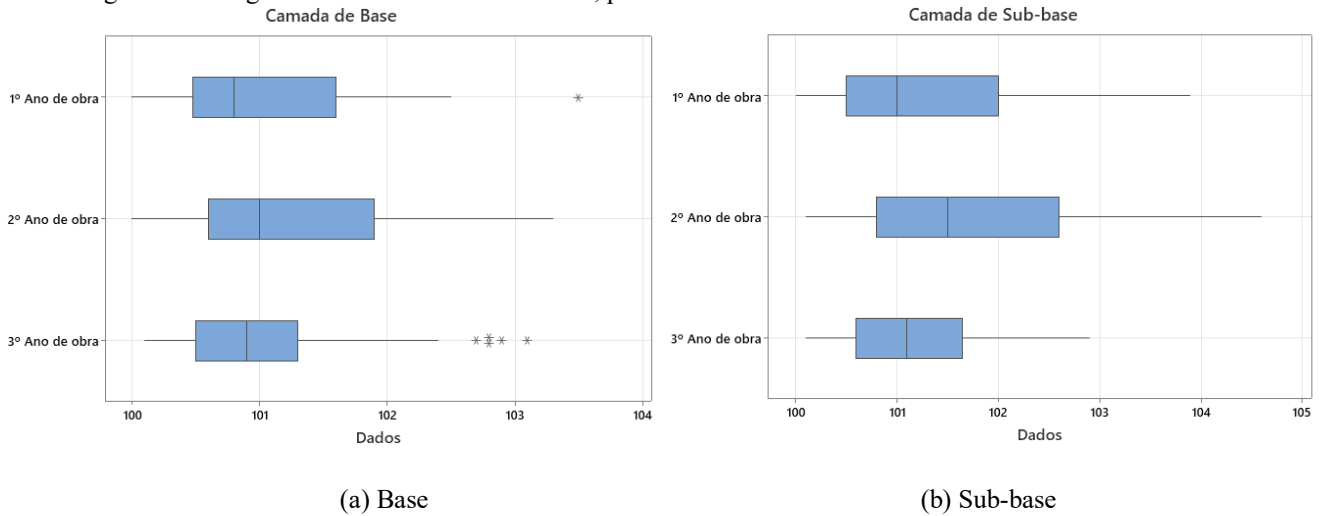 Camada de Base
1º Ano de obra
2º Ano de obra
3º Ano de obra
100 101 102 103 104
Dados
(a) Base
Camada de Sub-base
1º Ano de obra
2º Ano de obra
3º Ano de obra
100 101 102 103 104 105
Dados
(b) Sub-base